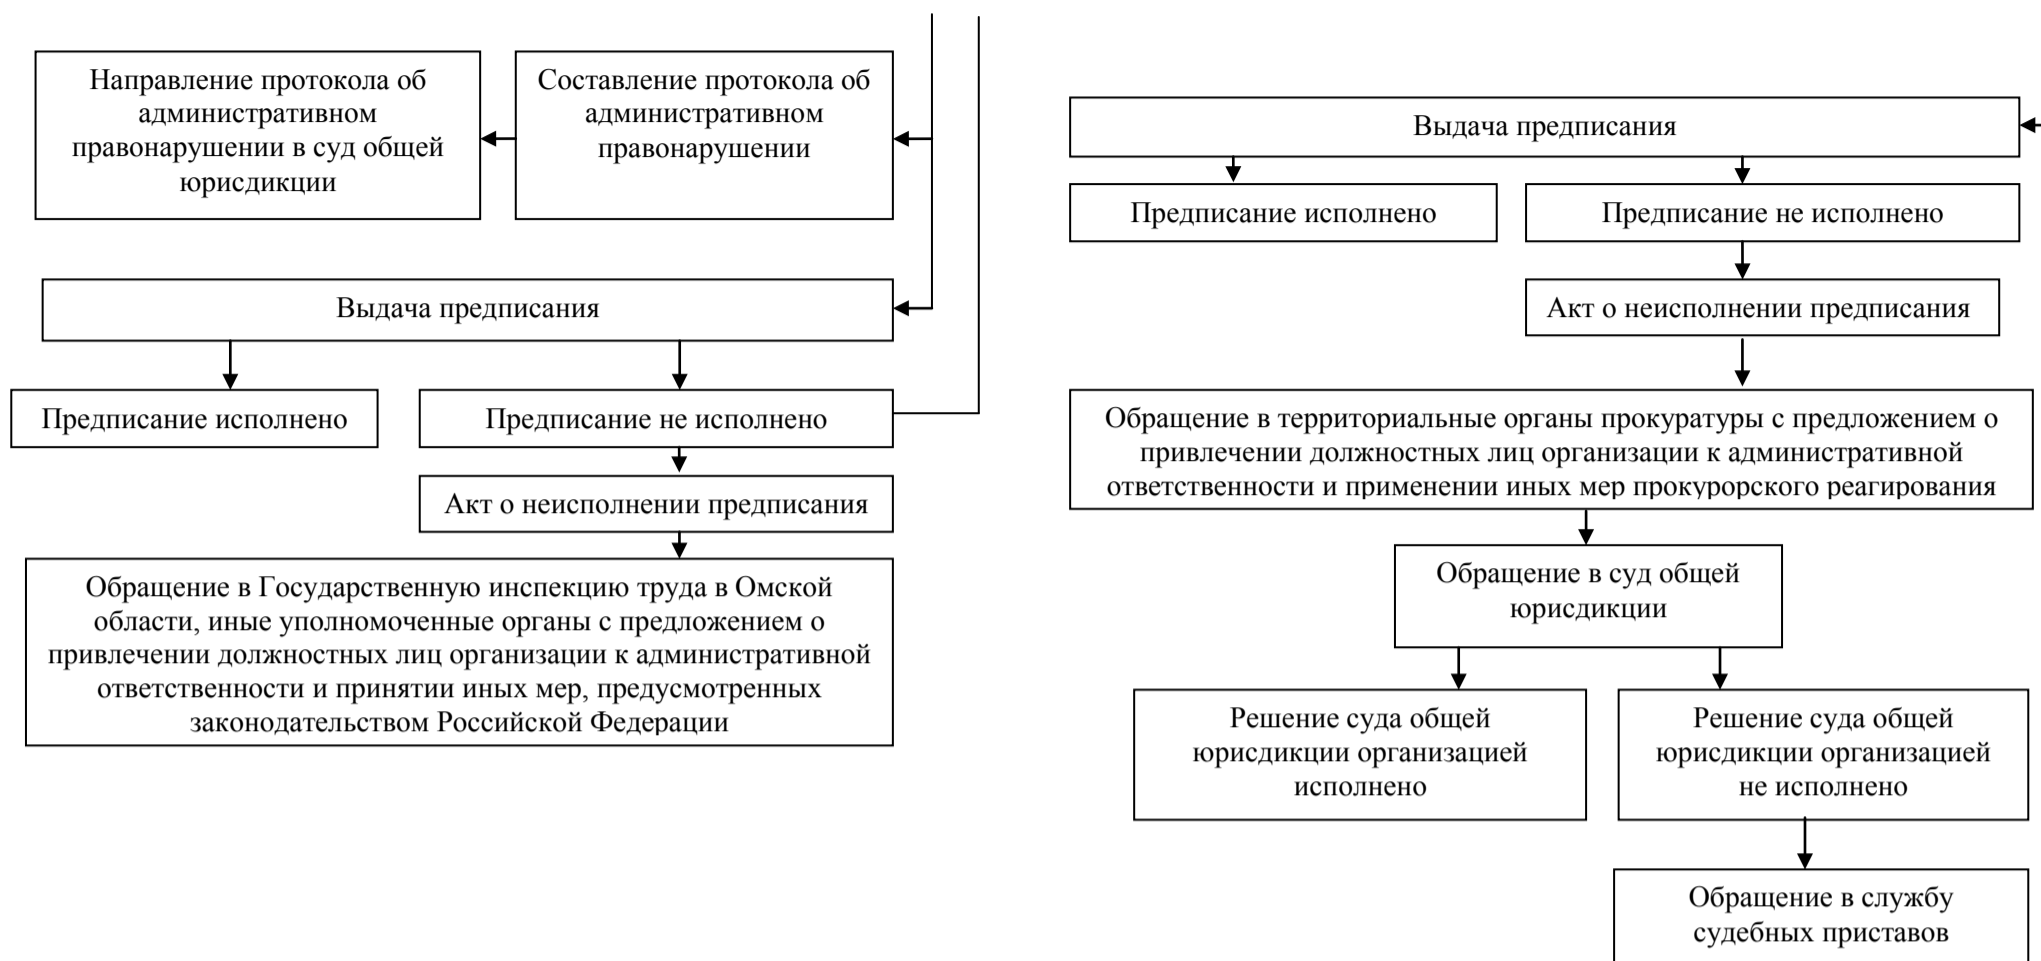 Направление протокола об
административном
правонарушении в суд общей
юрисдикции
Составление протокола об
административном
правонарушении
Выдача предписания
Предписание исполнено
Предписание не исполнено
Акт о неисполнении предписания
Обращение в Государственную инспекцию труда в Омской
области, иные уполномоченные органы с предложением о
привлечении должностных лиц организации к административной
ответственности и принятии иных мер, предусмотренных
законодательством Российской Федерации
Выдача предписания
Предписание исполнено
Предписание не исполнено
Акт о неисполнении предписания
Обращение в территориальные органы прокуратуры с предложением о
привлечении должностных лиц организации к административной
ответственности и применении иных мер прокурорского реагирования
Обращение в суд общей
юрисдикции
Решение суда общей
юрисдикции организацией
исполнено
Решение суда общей
юрисдикции организацией
не исполнено
Обращение в службу
судебных приставов